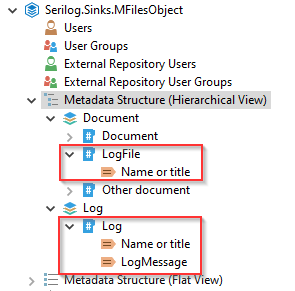 Serilog.Sinks.MFilesObject
Users
User Groups
External Repository Users
External Repository User Groups
Metadata Structure (Hierarchical View)
Document
Document
LogFile
Name or title
Other document
Log
Log
Name or title
LogMessage
Metadata Structure (Flat View)